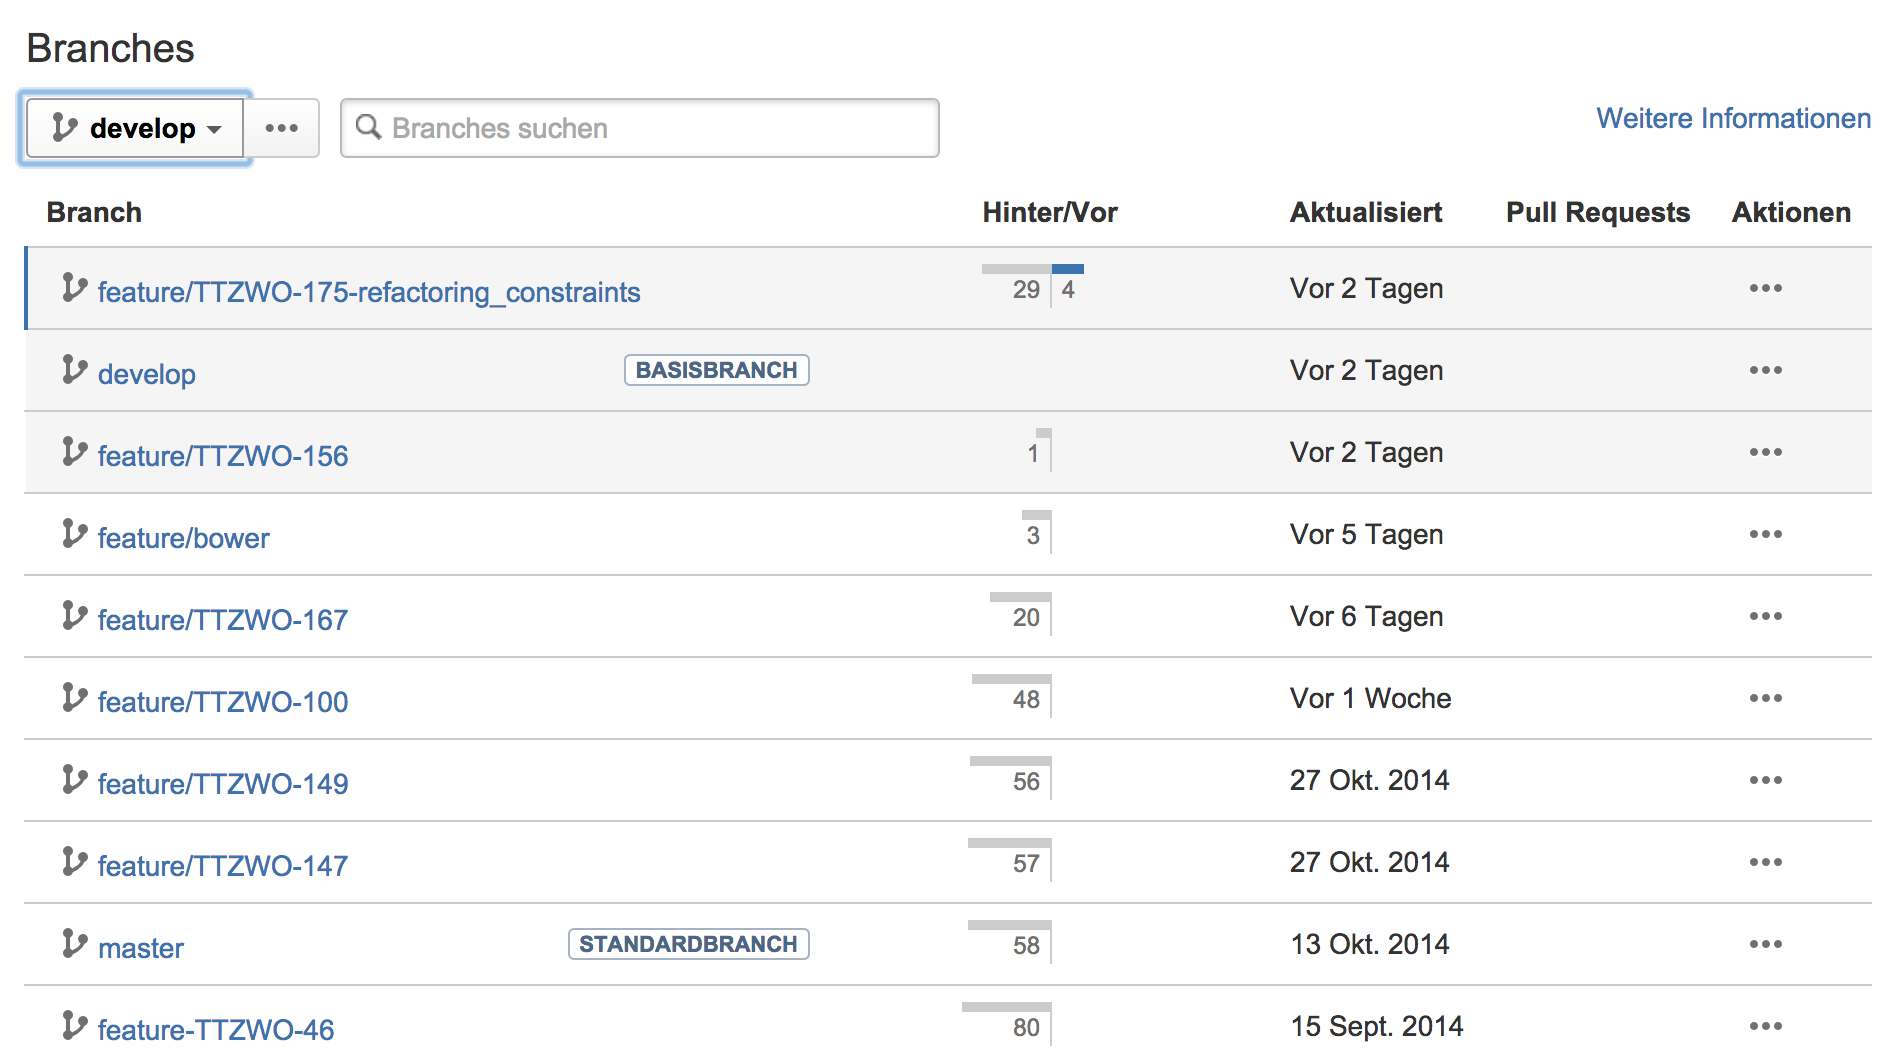 Branches
develop Branches suchen Weitere Informationen
Branch Hinter/Vor Aktualisiert Pull Requests Aktionen
feature/TTZWO-175-refactoring_constraints 29 4 Vor 2 Tagen
develop BASISBRANCH Vor 2 Tagen
feature/TTZWO-156 1 Vor 2 Tagen
feature/bower 3 Vor 5 Tagen
feature/TTZWO-167 20 Vor 6 Tagen
feature/TTZWO-100 48 Vor 1 Woche
feature/TTZWO-149 56 27 Okt. 2014
feature/TTZWO-147 57 27 Okt. 2014
master STANDARDBRANCH 58 13 Okt. 2014
feature-TTZWO-46 80 15 Sept. 2014